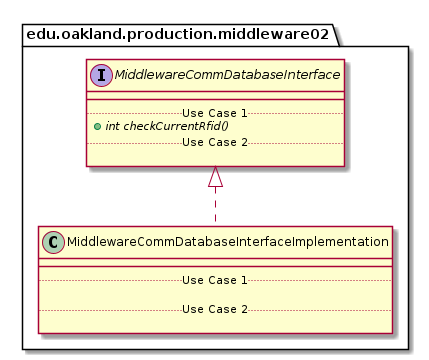 edu.oakland.production.middleware02
I MiddlewareCommDatabaseInterface
Use Case 1
int checkCurrentRfid()
Use Case 2
C MiddlewareCommDatabaseInterfaceImplementation
Use Case 1
Use Case 2